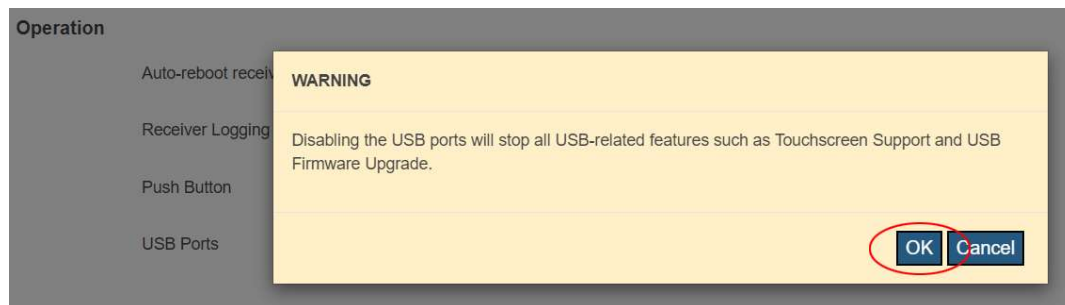 Operation
Auto-reboot receiv
WARNING
Receiver Logging
Disabling the USB ports will stop all USB-related features such as Touchscreen Support and USB
Firmware Upgrade.
Push Button
USB Ports
OK Cancel